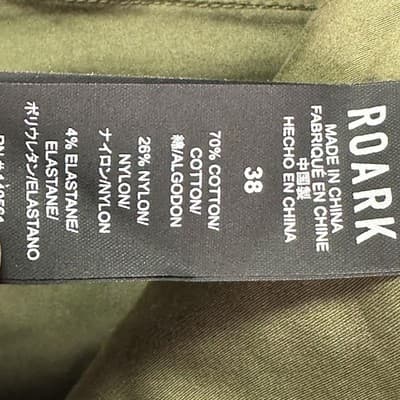 ROARK
MADE IN CHINA
FABRIQUÉ EN CHINE
中国製
HECHO EN CHINA
38
70% COTTON/
COTTON/
綿/ALGODON
26% NYLON/
NYLON/
ナイロン/NYLON
4% ELASTANE/
ELASTANE/
ポリウレタン/ELASTANO